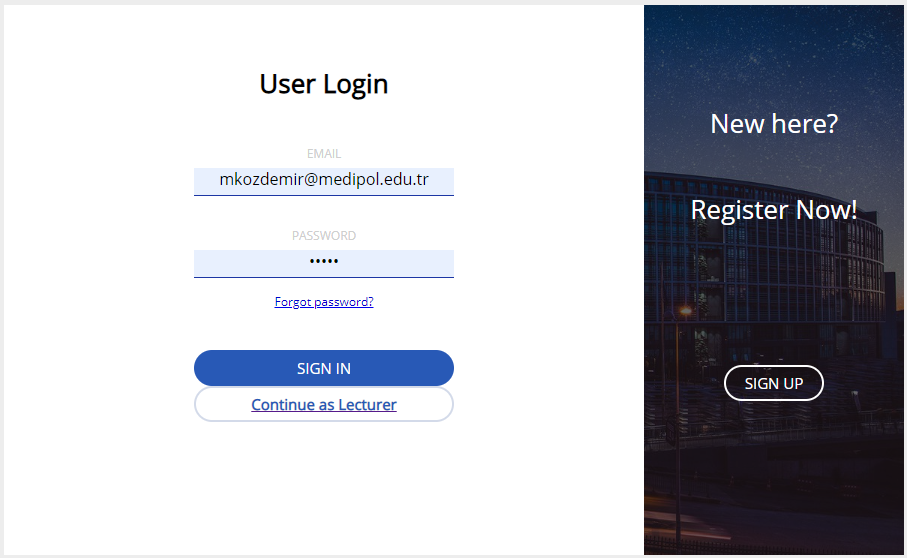 User Login
EMAIL
mkozdemir@medipol.edu.tr
PASSWORD
•••••
Forgot password?
SIGN IN
Continue as Lecturer
New here?
Register Now!
SIGN UP